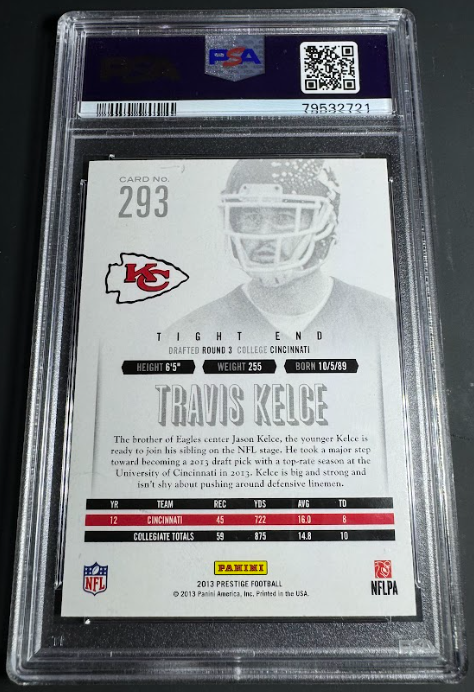 PSA PSA
79532721
CARD No.
293
KC
TIGHT END
DRAFTED ROUND 3 COLLEGE CINCINNATI
HEIGHT 6'5" WEIGHT 255 BORN 10/5/89
TRAVIS KELCE
The brother of Eagles center Jason Kelce, the younger Kelce is
ready to join his sibling on the NFL stage. He took a major step
toward becoming a 2013 draft pick with a top-rate season at the
University of Cincinnati in 2013. Kelce is big and strong and
isn't shy about pushing around defensive linemen.
YR TEAM REC YDS AVG TD
12 CINCINNATI 45 722 16.0 8
COLLEGIATE TOTALS 59 875 14.8 10
PANINI
NFL 2013 PRESTIGE FOOTBALL NFLPA
© 2013 Panini America, Inc. Printed in the USA.